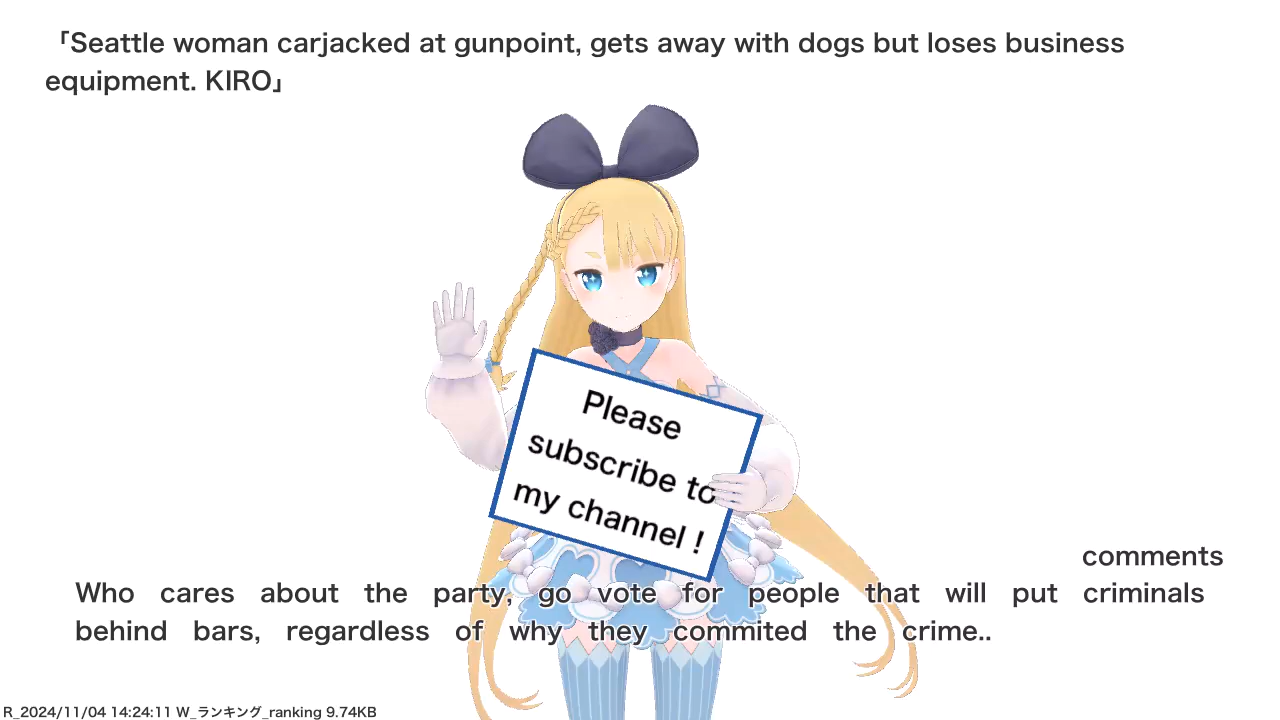 「Seattle woman carjacked at gunpoint, gets away with dogs but loses business
equipment. KIRO」
Please
subscribe to
my channel !
comments
Who cares about the party, go vote for people that will put criminals
behind bars, regardless of why they commited the crime..
R_2024/11/04 14:24:11 W_ランキング_ranking 9.74KB